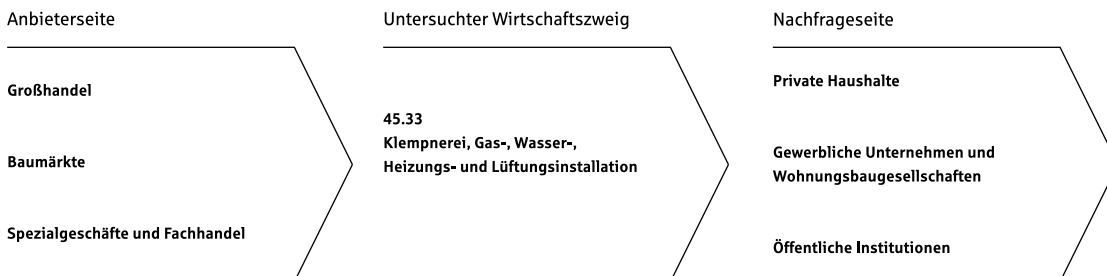 Anbieterseite
Großhandel
Baumärkte
Spezialgeschäfte und Fachhandel
Untersuchter Wirtschaftszweig
45.33
Klempnerei, Gas-, Wasser-,
Heizungs- und Lüftungsinstallation
Nachfrageseite
Private Haushalte
Gewerbliche Unternehmen und
Wohnungsbaugesellschaften
Öffentliche Institutionen